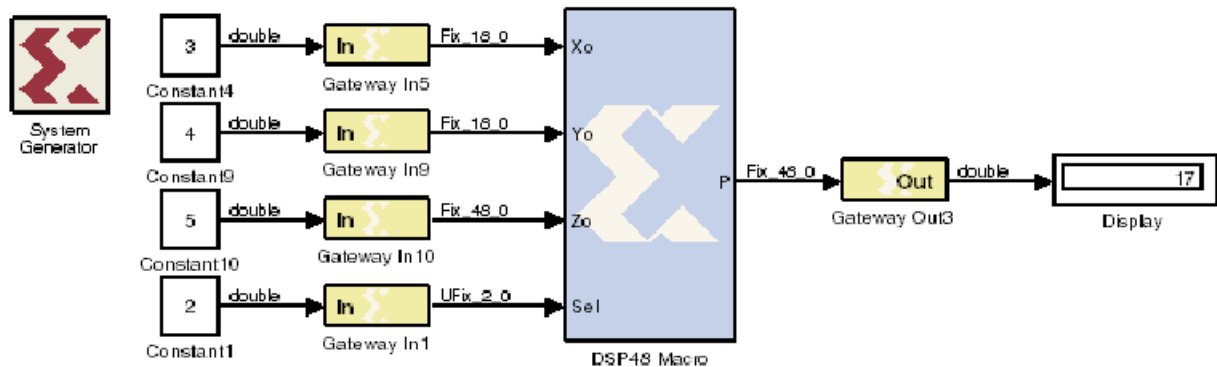 System
Generator
3
double
In
Fix_18_0
Xo
Constant4
Gateway In5
4
double
In
Fix_18_0
Yo
Constant9
Gateway In9
5
double
In
Fix_48_0
Zo
Constant10
Gateway In10
2
double
In
UFix_2_0
Sel
Constant1
Gateway In1
P
DSP48 Macro
Fix_48_0
Out
double
17
Gateway Out3
Display